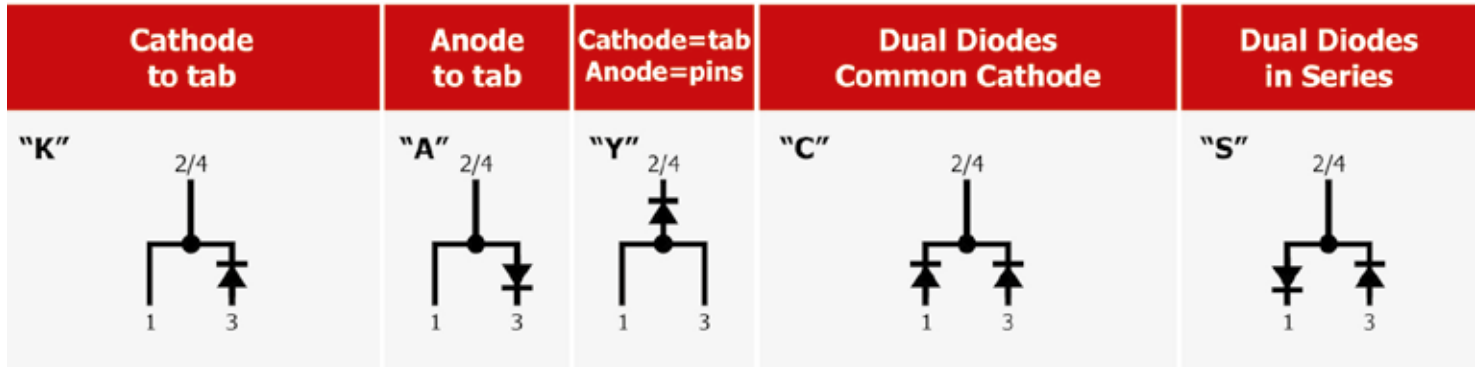 Cathode
to tab
Anode
to tab
Cathode=tab
Anode=pins
Dual Diodes
Common Cathode
Dual Diodes
in Series
“K”
2/4
1 3
“A”
2/4
1 3
“Y”
2/4
1 3
“C”
2/4
1 3
“S”
2/4
1 3